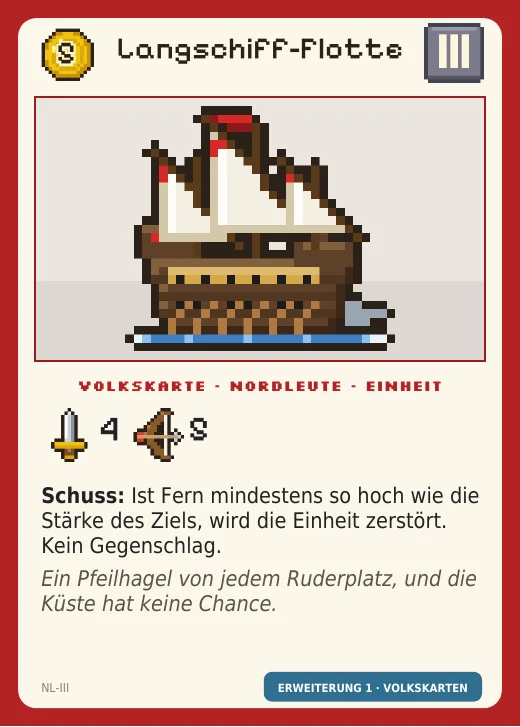 8 Langschiff-Flotte III
VOLKSKARTE · NORDLEUTE · EINHEIT
4 8
Schuss: Ist Fern mindestens so hoch wie die
Stärke des Ziels, wird die Einheit zerstört.
Kein Gegenschlag.
Ein Pfeilhagel von jedem Ruderplatz, und die
Küste hat keine Chance.
NL-III ERWEITERUNG 1 · VOLKSKARTEN